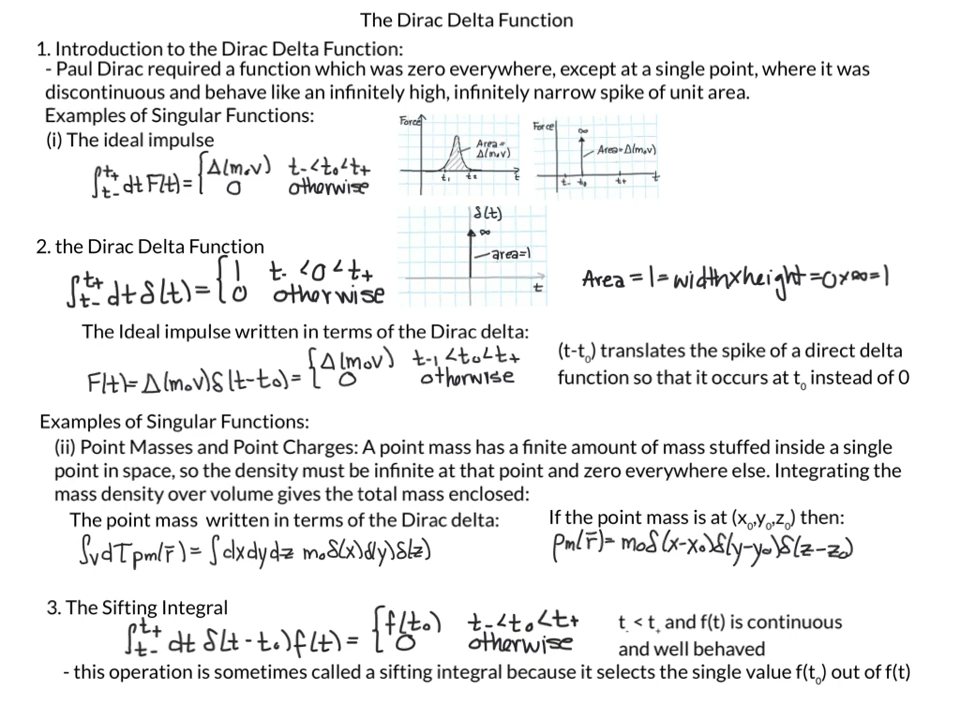 The Dirac Delta Function
1. Introduction to the Dirac Delta Function:
- Paul Dirac required a function which was zero everywhere, except at a single point, where it was
discontinuous and behave like an infinitely high, infinitely narrow spike of unit area.
Examples of Singular Functions:
(i) The ideal impulse
∫_{t-}^{t+} dt F(t) = { Δ(m₀v) t- < t₀ < t+
0 otherwise
Force
Area = Δ(m₀v)
t₁ t₂ t
Force
∞
Area = Δ(m₀v)
t- t₀ t+ t
2. the Dirac Delta Function
δ(t)
∞
area=1
t
∫_{t-}^{t+} dt δ(t) = { 1 t- < 0 < t+
0 otherwise
Area = 1 = width x height = 0 x ∞ = 1
The Ideal impulse written in terms of the Dirac delta:
F(t) = Δ(m₀v)δ(t-t₀) = { Δ(m₀v) t-, < t₀ < t+
0 otherwise
(t-t₀) translates the spike of a direct delta
function so that it occurs at t₀ instead of 0
Examples of Singular Functions:
(ii) Point Masses and Point Charges: A point mass has a finite amount of mass stuffed inside a single
point in space, so the density must be infinite at that point and zero everywhere else. Integrating the
mass density over volume gives the total mass enclosed:
The point mass written in terms of the Dirac delta:
∫ᵥdτ ρm(r̄) = ∫dxdydz m₀δ(x)δ(y)δ(z)
If the point mass is at (x₀,y₀,z₀) then:
ρm(r̄) = m₀δ(x-x₀)δ(y-y₀)δ(z-z₀)
3. The Sifting Integral
∫_{t-}^{t+} dt δ(t-t₀)f(t) = { f(t₀) t- < t₀ < t+
0 otherwise
t₋ < t₊ and f(t) is continuous
and well behaved
- this operation is sometimes called a sifting integral because it selects the single value f(t₀) out of f(t)